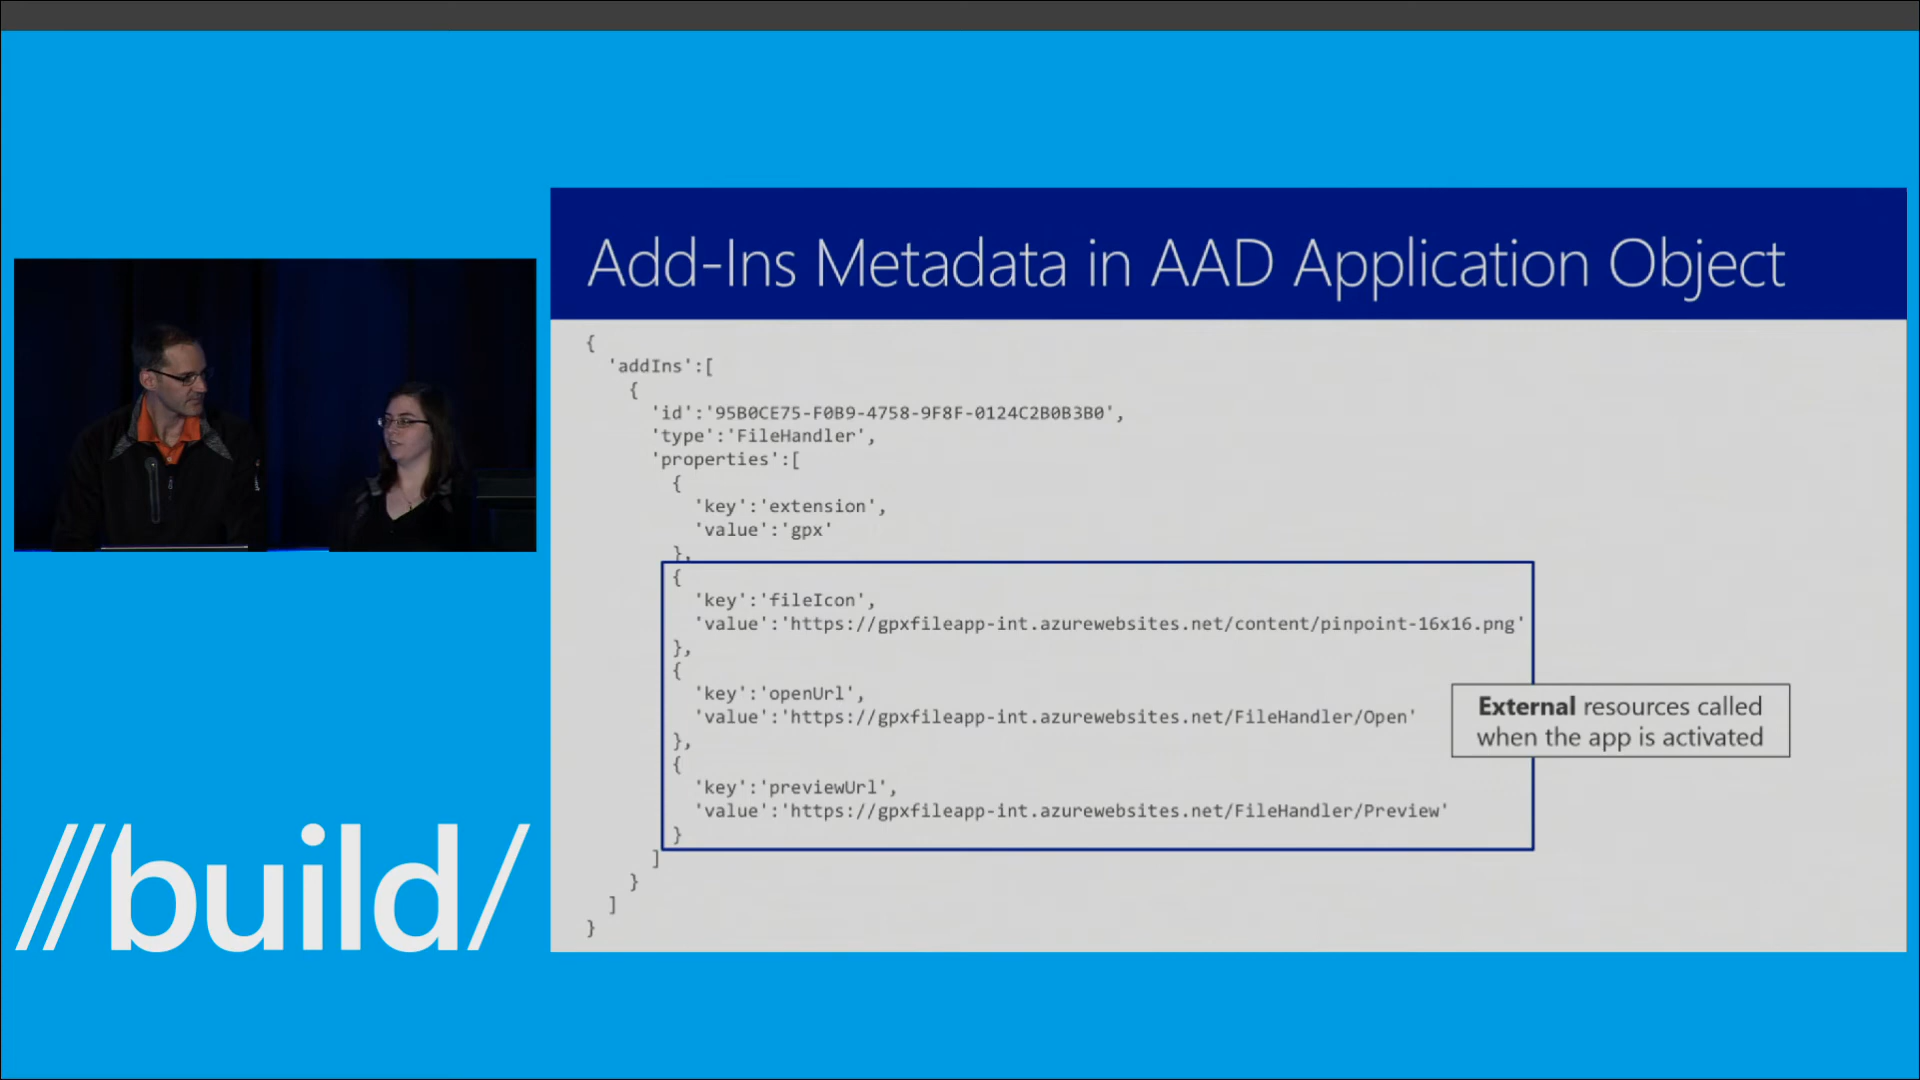 Add-Ins Metadata in AAD Application Object
{
'addIns':[
{
'id':'95B0CE75-F0B9-4758-9F8F-0124C2B0B3B0',
'type':'FileHandler',
'properties':[
{
'key':'extension',
'value':'gpx'
},
{
'key':'fileIcon',
'value':'https://gpxfileapp-int.azurewebsites.net/content/pinpoint-16x16.png'
},
{
'key':'openUrl',
'value':'https://gpxfileapp-int.azurewebsites.net/FileHandler/Open'
},
{
'key':'previewUrl',
'value':'https://gpxfileapp-int.azurewebsites.net/FileHandler/Preview'
}
]
}
]
}
External resources called
when the app is activated
//build/